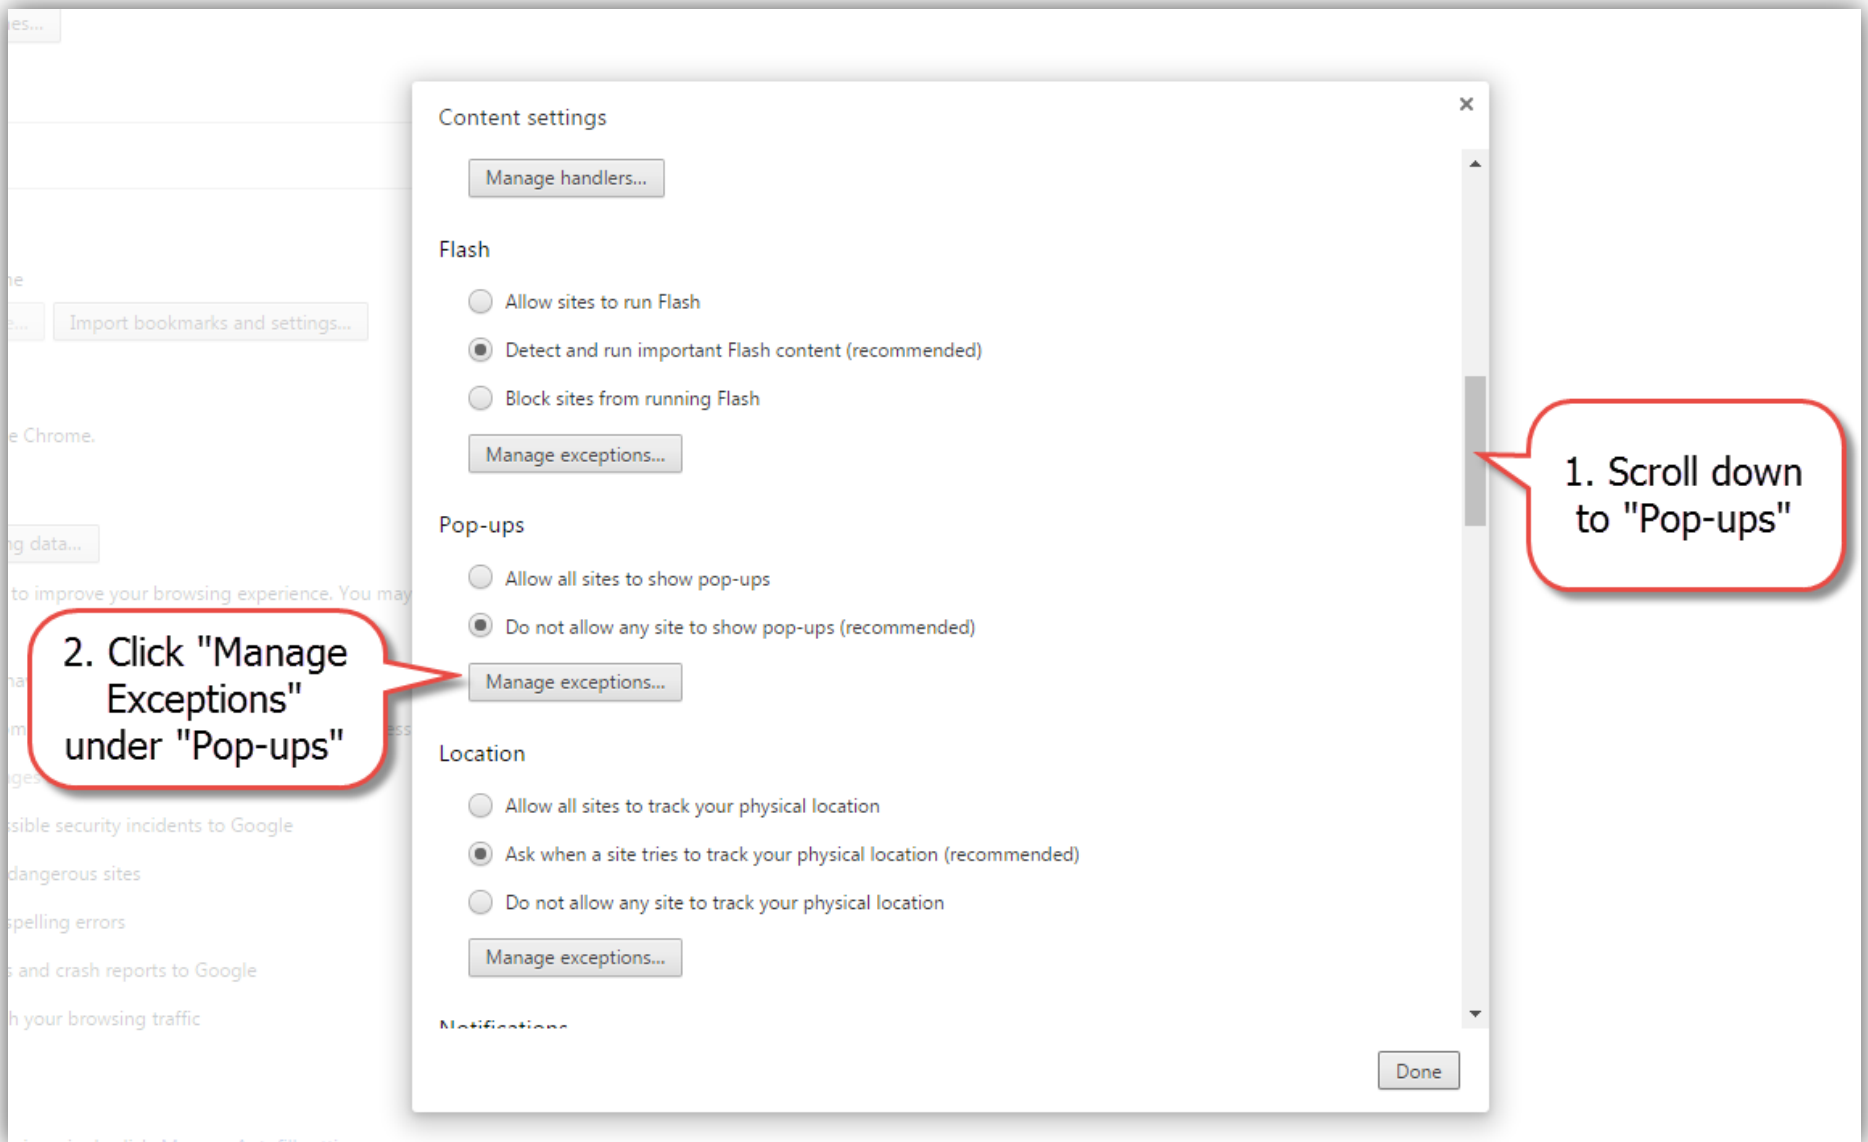 es...
Content settings
Manage handlers...
Flash
Allow sites to run Flash
Detect and run important Flash content (recommended)
Block sites from running Flash
Manage exceptions...
Pop-ups
Allow all sites to show pop-ups
Do not allow any site to show pop-ups (recommended)
Manage exceptions...
Location
Allow all sites to track your physical location
Ask when a site tries to track your physical location (recommended)
Do not allow any site to track your physical location
Manage exceptions...
Notifications
Done
1. Scroll down
to "Pop-ups"
2. Click "Manage
Exceptions"
under "Pop-ups"
Import bookmarks and settings...
e Chrome.
ng data...
to improve your browsing experience. You may
ssible security incidents to Google
dangerous sites
spelling errors
s and crash reports to Google
h your browsing traffic